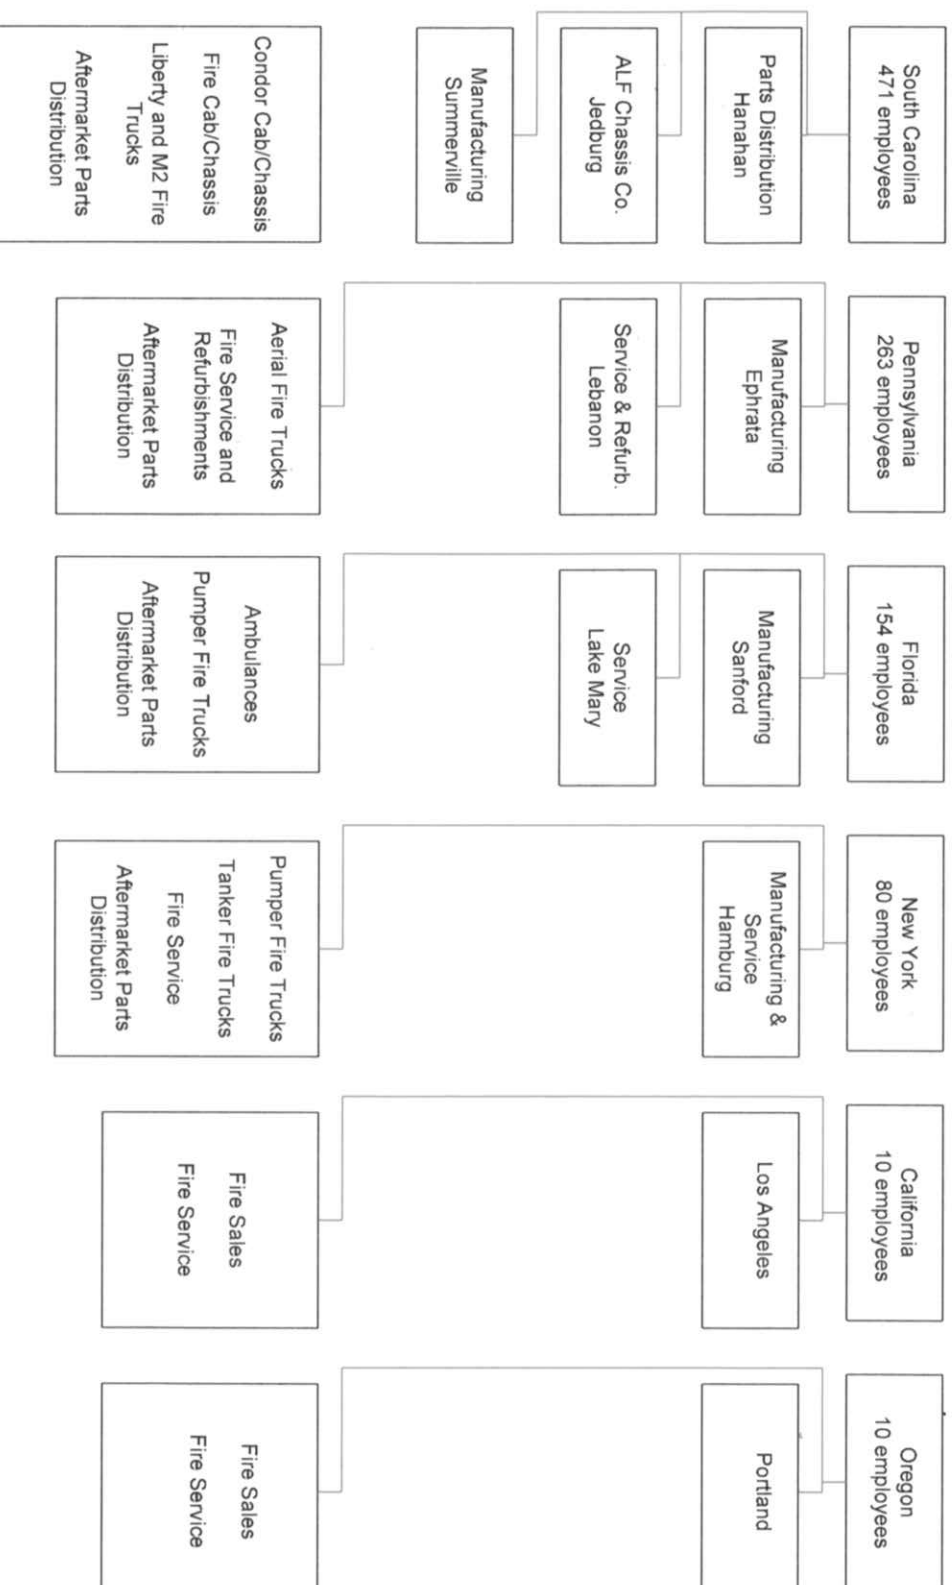 South Carolina
471 employees
Parts Distribution
Hanahan
ALF Chassis Co.
Jedburg
Manufacturing
Summerville
Condor Cab/Chassis
Fire Cab/Chassis
Liberty and M2 Fire
Trucks
Aftermarket Parts
Distribution
Pennsylvania
263 employees
Manufacturing
Ephrata
Service & Refurb.
Lebanon
Aerial Fire Trucks
Fire Service and
Refurbishments
Aftermarket Parts
Distribution
Florida
154 employees
Manufacturing
Sanford
Service
Lake Mary
Ambulances
Pumper Fire Trucks
Aftermarket Parts
Distribution
New York
80 employees
Manufacturing &
Service
Hamburg
Pumper Fire Trucks
Tanker Fire Trucks
Fire Service
Aftermarket Parts
Distribution
California
10 employees
Los Angeles
Fire Sales
Fire Service
Oregon
10 employees
Portland
Fire Sales
Fire Service